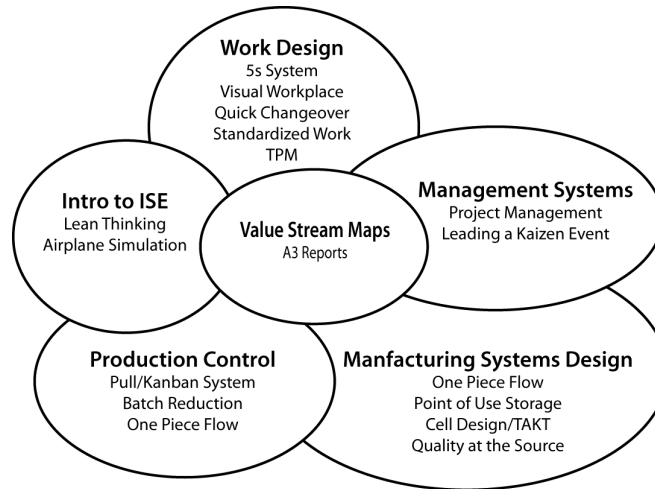 Work Design
5s System
Visual Workplace
Quick Changeover
Standardized Work
TPM
Intro to ISE
Lean Thinking
Airplane Simulation
Value Stream Maps
A3 Reports
Management Systems
Project Management
Leading a Kaizen Event
Production Control
Pull/Kanban System
Batch Reduction
One Piece Flow
Manfacturing Systems Design
One Piece Flow
Point of Use Storage
Cell Design/TAKT
Quality at the Source